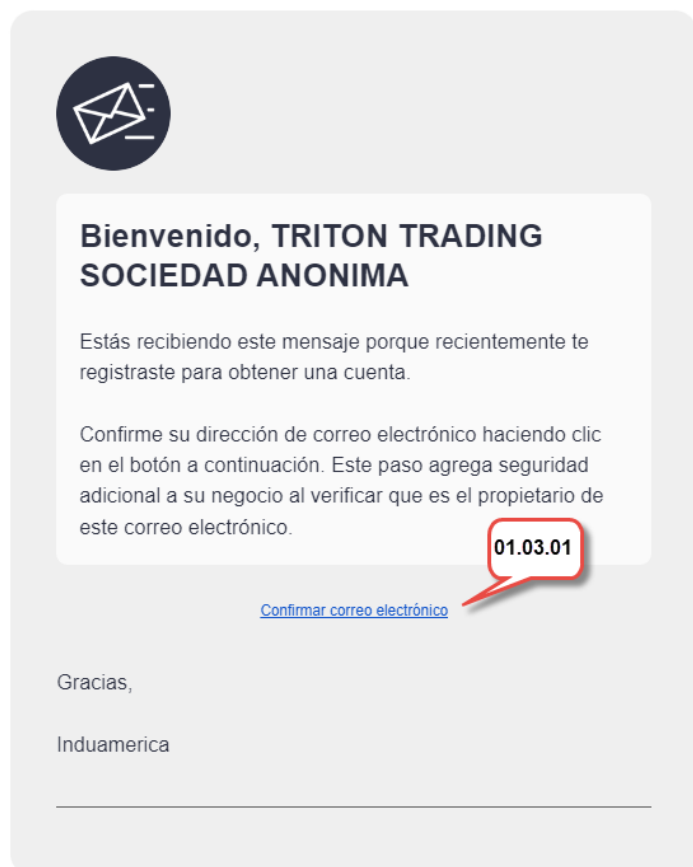 Bienvenido, TRITON TRADING
SOCIEDAD ANONIMA
Estás recibiendo este mensaje porque recientemente te
registraste para obtener una cuenta.
Confirme su dirección de correo electrónico haciendo clic
en el botón a continuación. Este paso agrega seguridad
adicional a su negocio al verificar que es el propietario de
este correo electrónico.
01.03.01
Confirmar correo electrónico
Gracias,
Induamerica